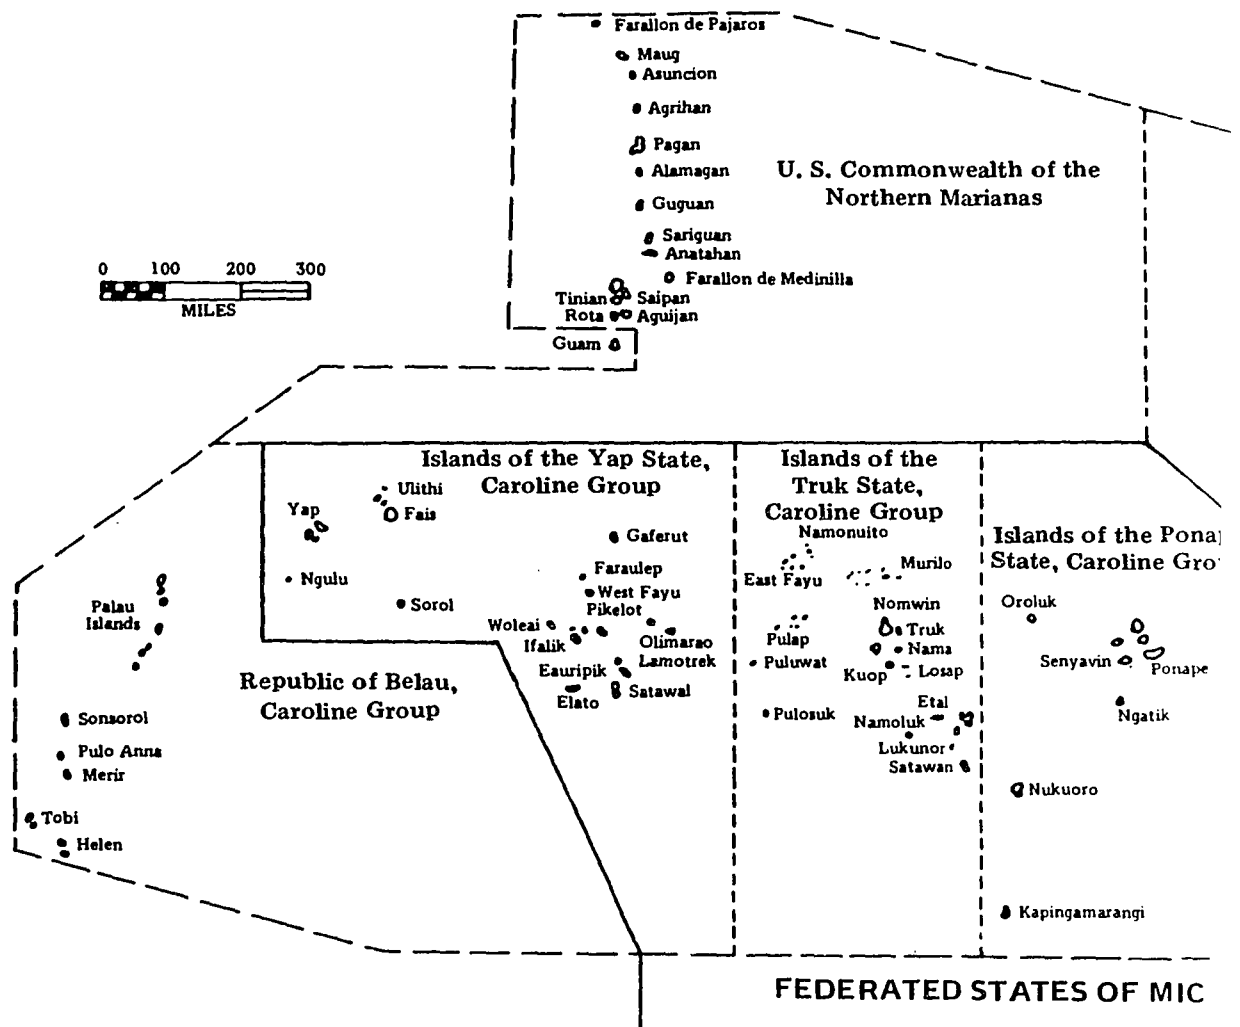 Farallon de Pajaros
Maug
Asuncion
Agrihan
Pagan
Alamagan
U. S. Commonwealth of the
Northern Marianas
Guguan
Sariguan
Anatahan
Farallon de Medinilla
0 100 200 300
MILES
Tinian
Saipan
Rota
Aguijan
Guam
Islands of the Yap State,
Caroline Group
Ulithi
Fais
Yap
Gaferut
Ngulu
Faraulep
West Fayu
Pikelot
Sorol
Woleai
Ifalik
Olimarao
Lamotrek
Eauripik
Elato
Satawal
Islands of the
Truk State,
Caroline Group
Namonuito
East Fayu
Murilo
Nomwin
Pulap
Truk
Nama
Puluwat
Kuop
Losap
Etal
Pulosuk
Namoluk
Lukunor
Satawan
Islands of the Ponap
State, Caroline Gro
Oroluk
Senyavin
Ponape
Ngatik
Nukuoro
Kapingamarangi
Palau
Islands
Republic of Belau,
Caroline Group
Sonsorol
Pulo Anna
Merir
Tobi
Helen
FEDERATED STATES OF MIC